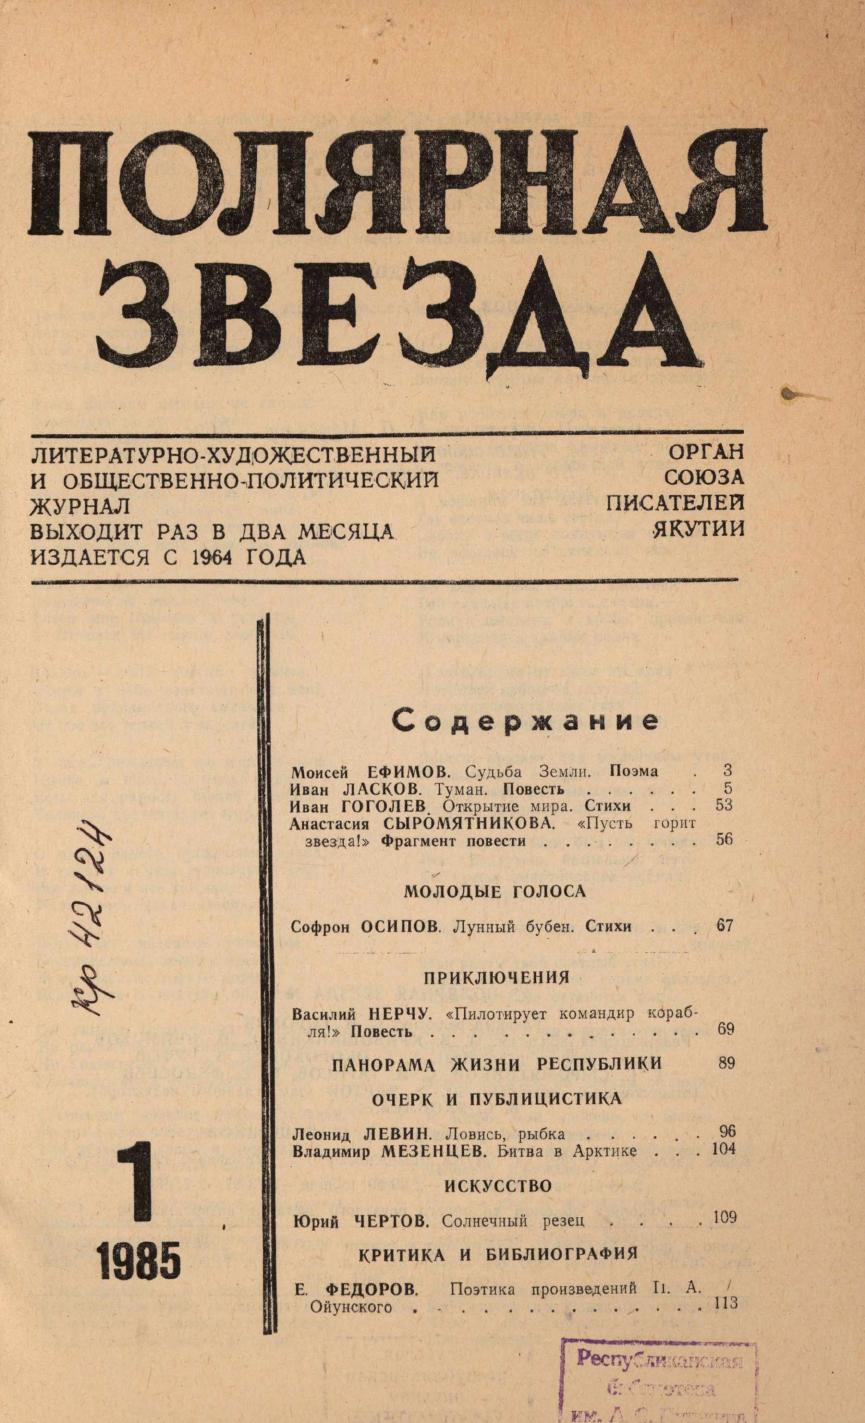 ПОЛЯРНАЯ
ЗВЕЗДА
ЛИТЕРАТУРНО-ХУДОЖЕСТВЕННЫЙ
И ОБЩЕСТВЕННО-ПОЛИТИЧЕСКИЙ
ЖУРНАЛ
ВЫХОДИТ РАЗ В ДВА МЕСЯЦА
ИЗДАЕТСЯ С 1964 ГОДА
ОРГАН
СОЮЗА
ПИСАТЕЛЕЙ
ЯКУТИИ
кр 42124
1
1985
Содержание
Моисей ЕФИМОВ. Судьба Земли. Поэма . 3
Иван ЛАСКОВ. Туман. Повесть . . . . . . 5
Иван ГОГОЛЕВ. Открытие мира. Стихи . . . 53
Анастасия СЫРОМЯТНИКОВА. «Пусть горит
звезда!» Фрагмент повести . . . . . . . . 56
МОЛОДЫЕ ГОЛОСА
Софрон ОСИПОВ. Лунный бубен. Стихи . . . 67
ПРИКЛЮЧЕНИЯ
Василий НЕРЧУ. «Пилотирует командир кораб-
ля!» Повесть . . . . . . . . . . . . . 69
ПАНОРАМА ЖИЗНИ РЕСПУБЛИКИ 89
ОЧЕРК И ПУБЛИЦИСТИКА
Леонид ЛЕВИН. Ловись, рыбка . . . . . . 96
Владимир МЕЗЕНЦЕВ. Битва в Арктике . . . 104
ИСКУССТВО
Юрий ЧЕРТОВ. Солнечный резец . . . . 109
КРИТИКА И БИБЛИОГРАФИЯ
Е. ФЕДОРОВ. Поэтика произведений П. А.
Ойунского . . . . . . . . . . . . . 113
Республиканская
библиотека
им. А. С.